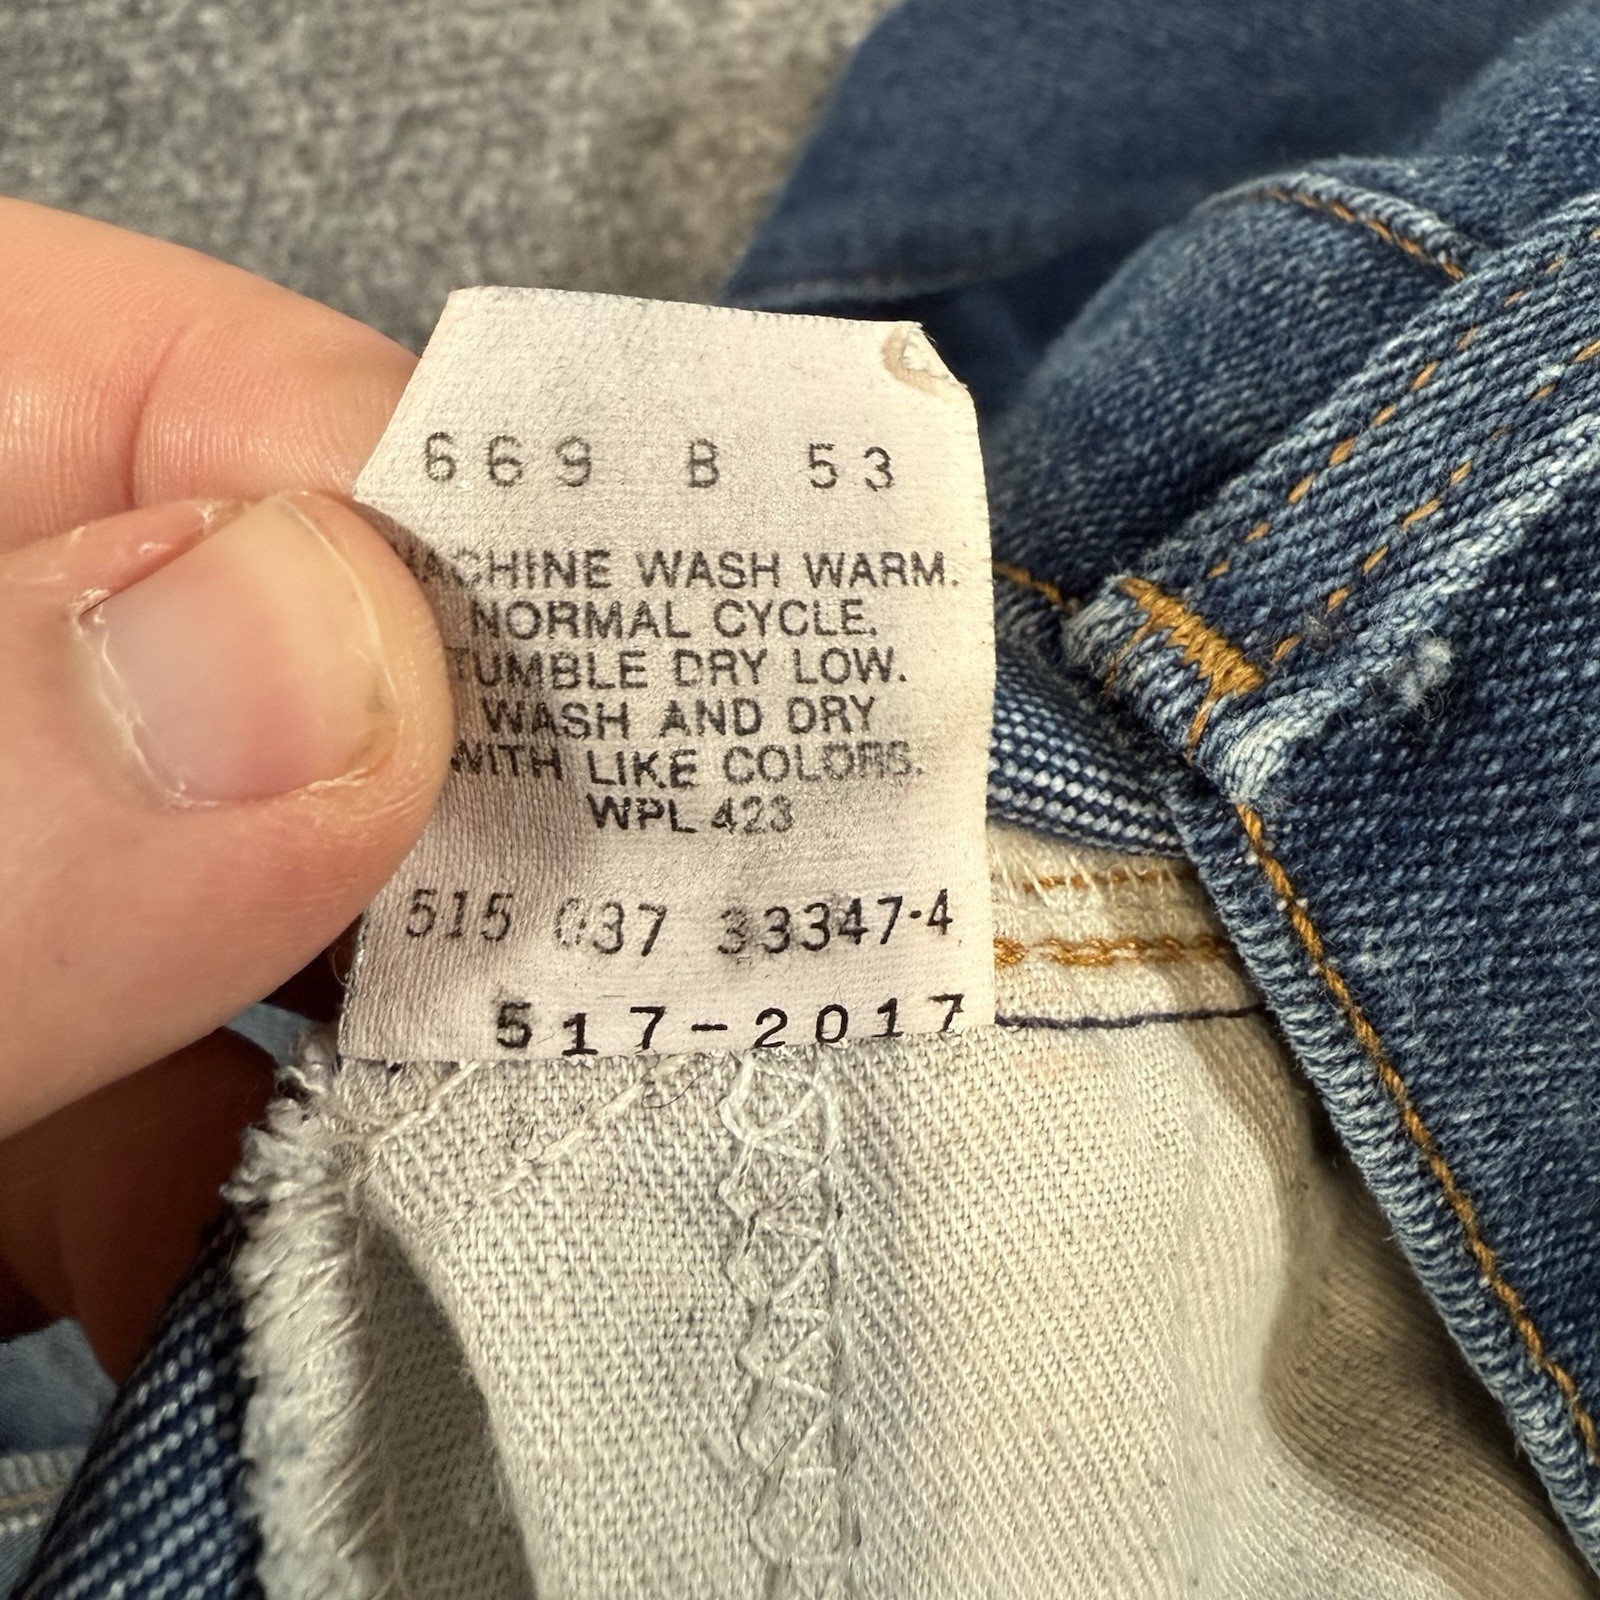 669 B 53
MACHINE WASH WARM.
NORMAL CYCLE.
TUMBLE DRY LOW.
WASH AND DRY
WITH LIKE COLORS.
WPL 423
515 037 33347·4
517-2017